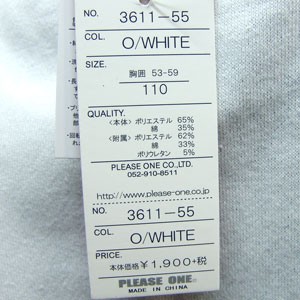 NO. 3611-55
COL. O/WHITE
SIZE.
胸囲 53-59
110
QUALITY.
<本体> ポリエステル 65%
綿 35%
<附属> ポリエステル 62%
綿 33%
ポリウレタン 5%
PLEASE ONE CO.,LTD.
052-910-8511
http://www.please-one.co.jp
NO. 3611-55
COL. O/WHITE
PRICE.
本体価格 ¥1,900+税
PLEASE ONE.
MADE IN CHINA